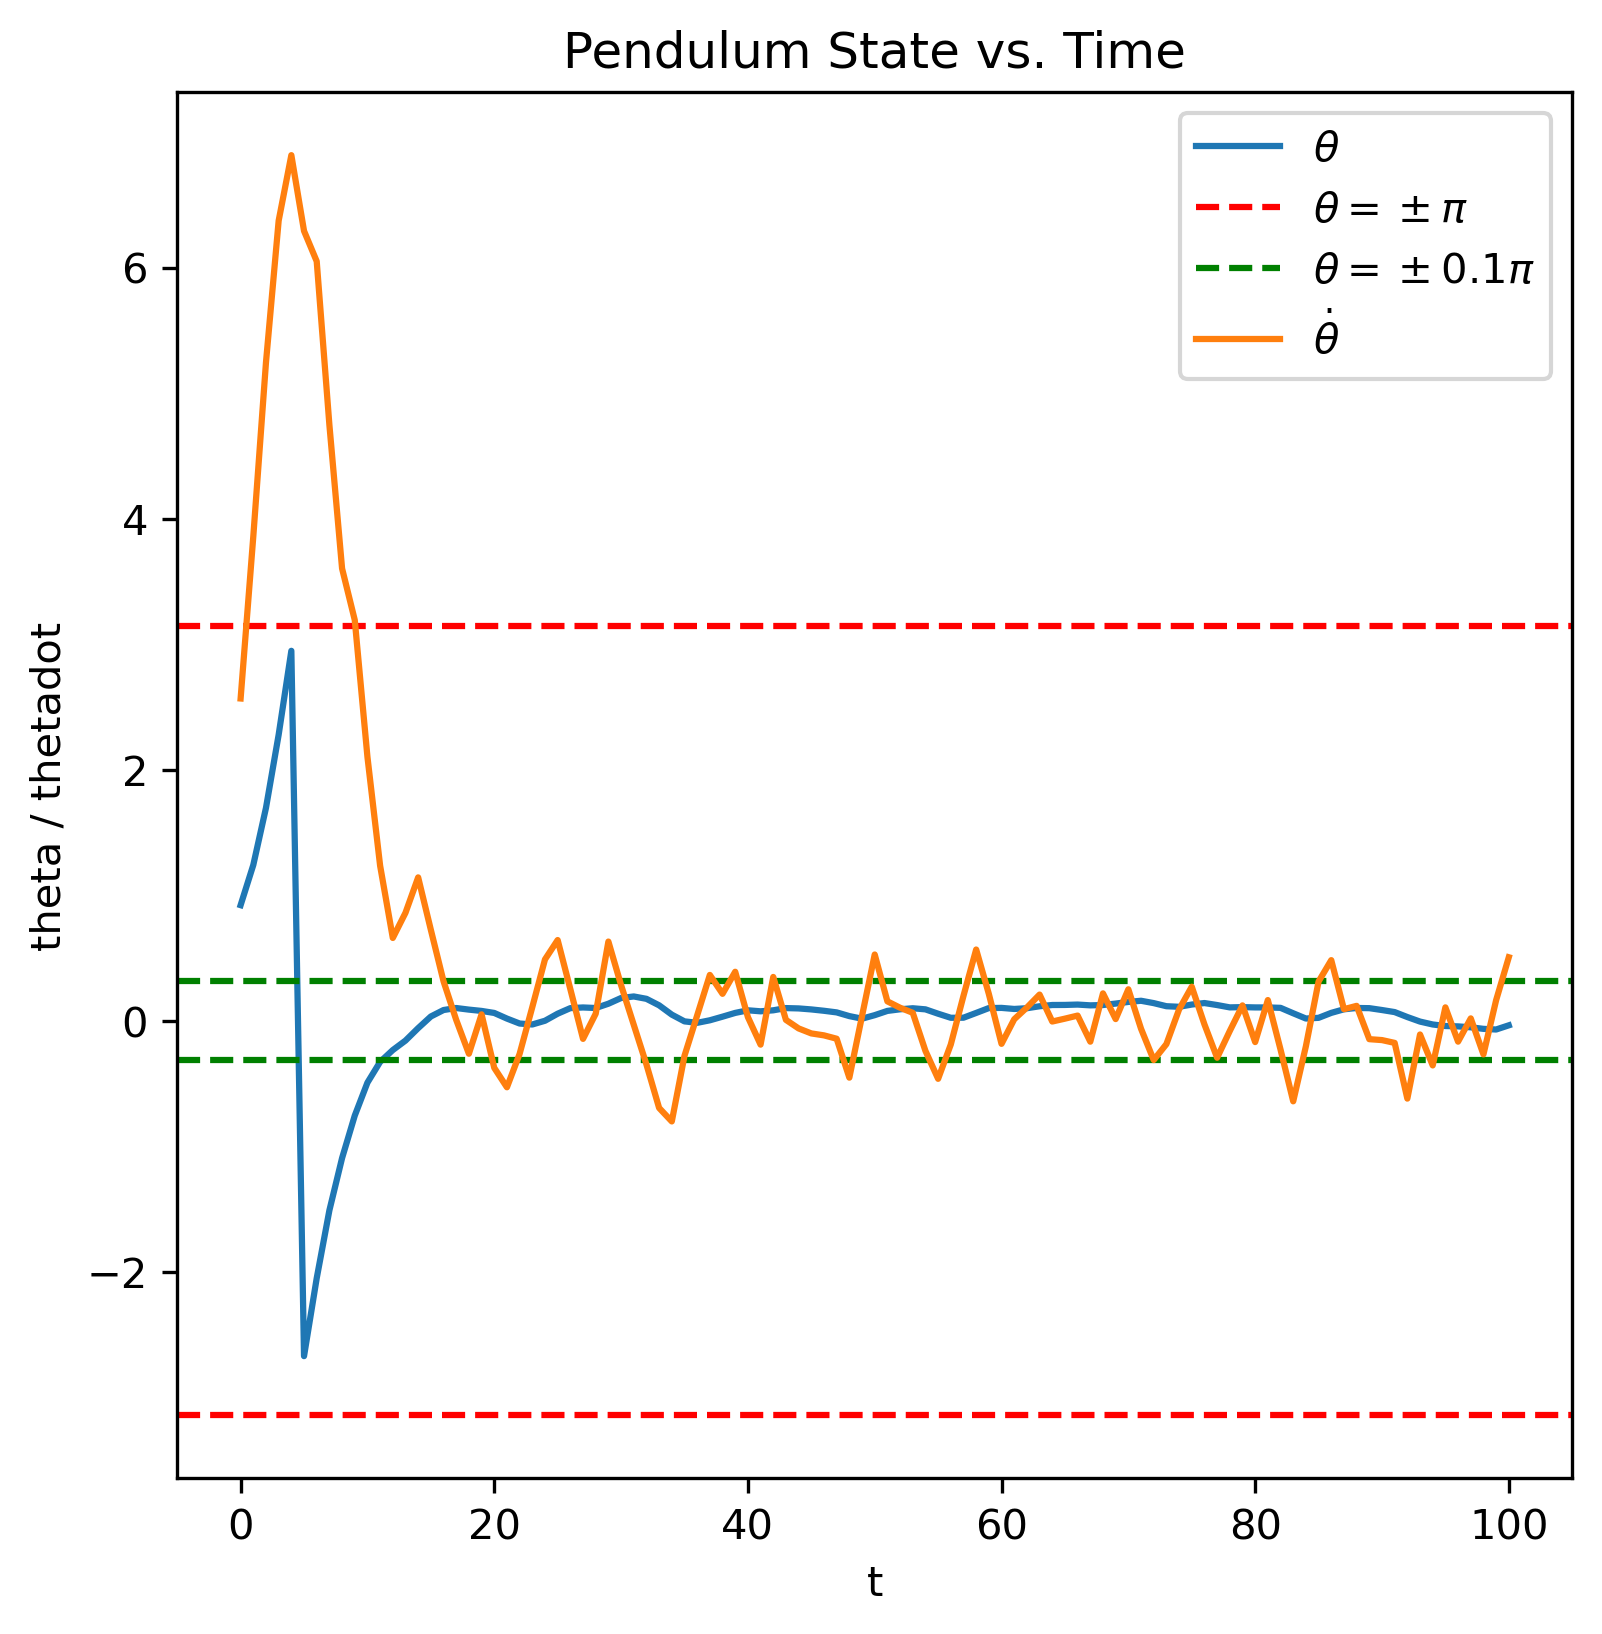 Pendulum State vs. Time
θ
θ = ± π
θ = ± 0.1π
θ̇
theta / thetadot
6
4
2
0
−2
0 20 40 60 80 100
t